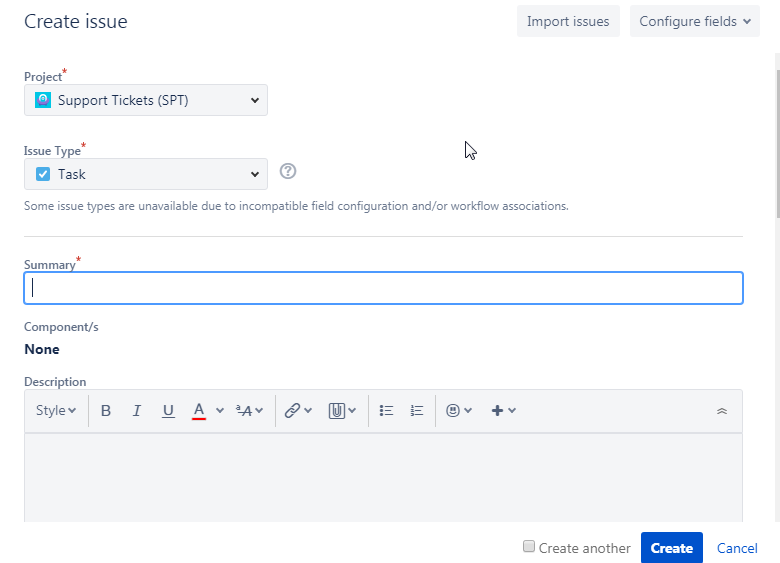 Create issue
Import issues
Configure fields
Project*
Support Tickets (SPT)
Issue Type*
Task
?
Some issue types are unavailable due to incompatible field configuration and/or workflow associations.
Summary*
Component/s
None
Description
Style B I U A ªA
Create another
Create
Cancel